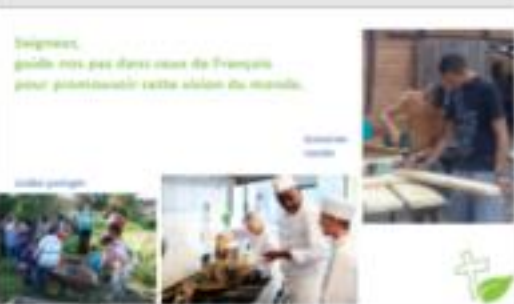 Seigneur,
guide nos pas dans ceux de François
pour promouvoir cette vision du monde.